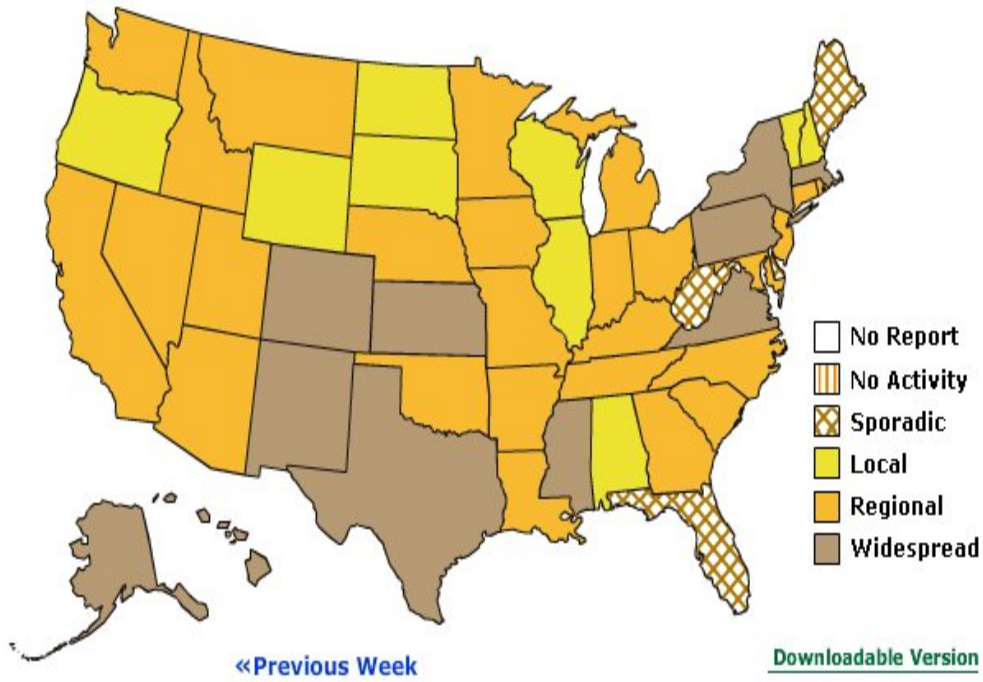 No Report
No Activity
Sporadic
Local
Regional
Widespread
«Previous Week
Downloadable Version